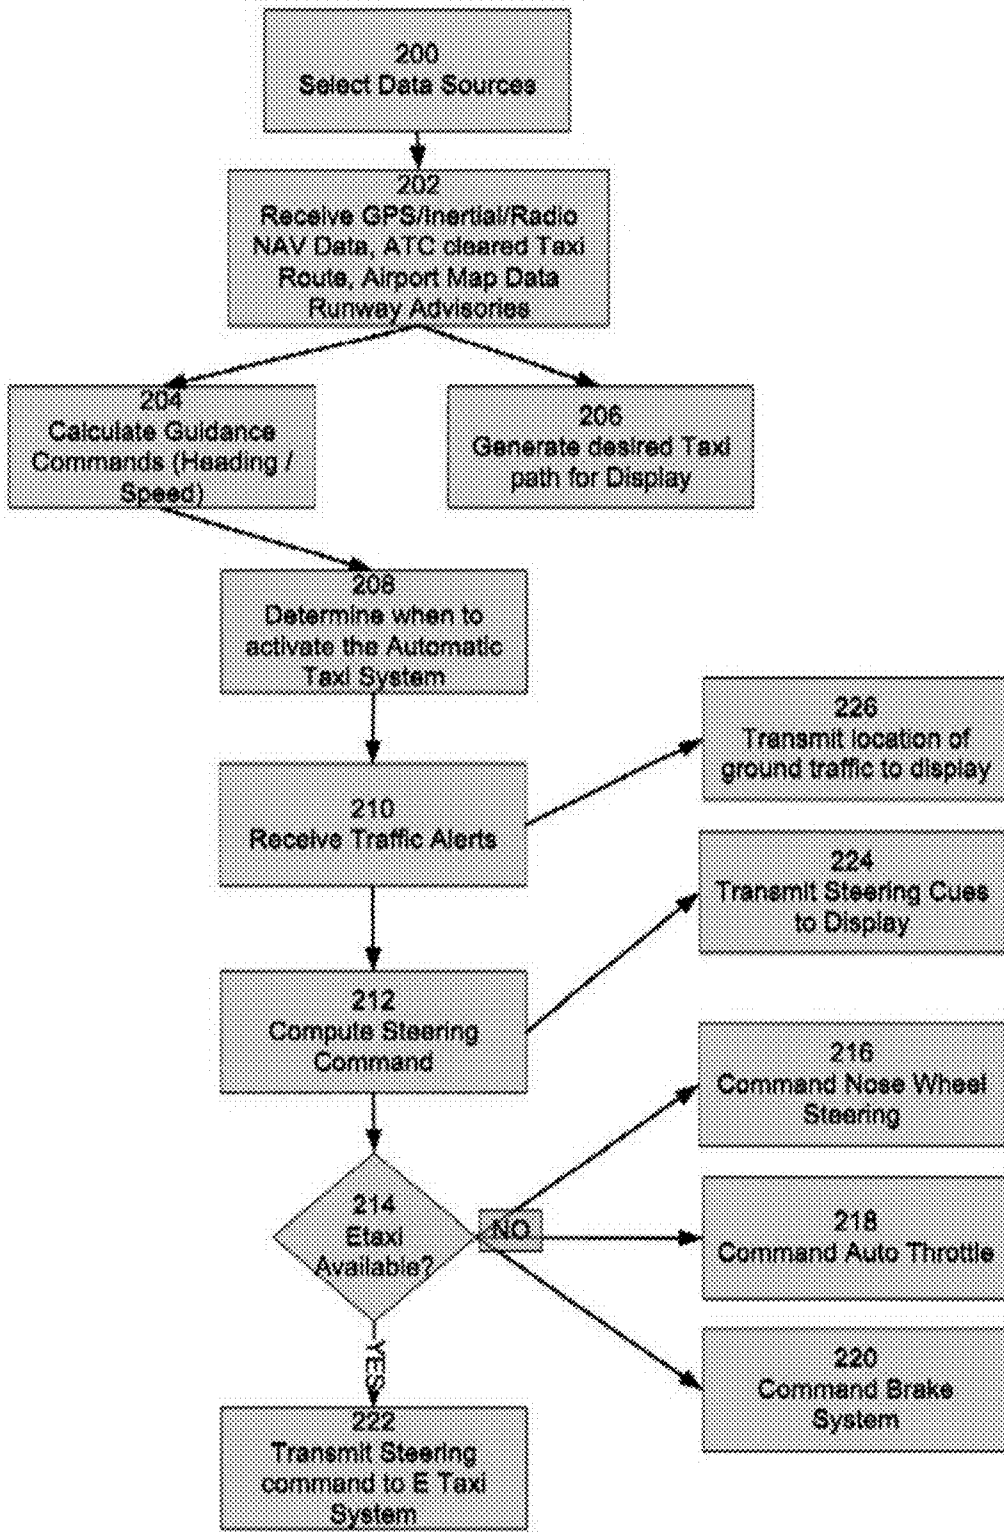 200
Select Data Sources
202
Receive GPS/Inertial/Radio
NAV Data, ATC cleared Taxi
Route, Airport Map Data
Runway Advisories
204
Calculate Guidance
Commands (Heading /
Speed)
206
Generate desired Taxi
path for Display
208
Determine when to
activate the Automatic
Taxi System
226
Transmit location of
ground traffic to display
210
Receive Traffic Alerts
224
Transmit Steering Cues
to Display
212
Compute Steering
Command
216
Command Nose Wheel
Steering
214
Etaxi
Available?
NO
218
Command Auto Throttle
YES
220
Command Brake
System
222
Transmit Steering
command to E Taxi
System